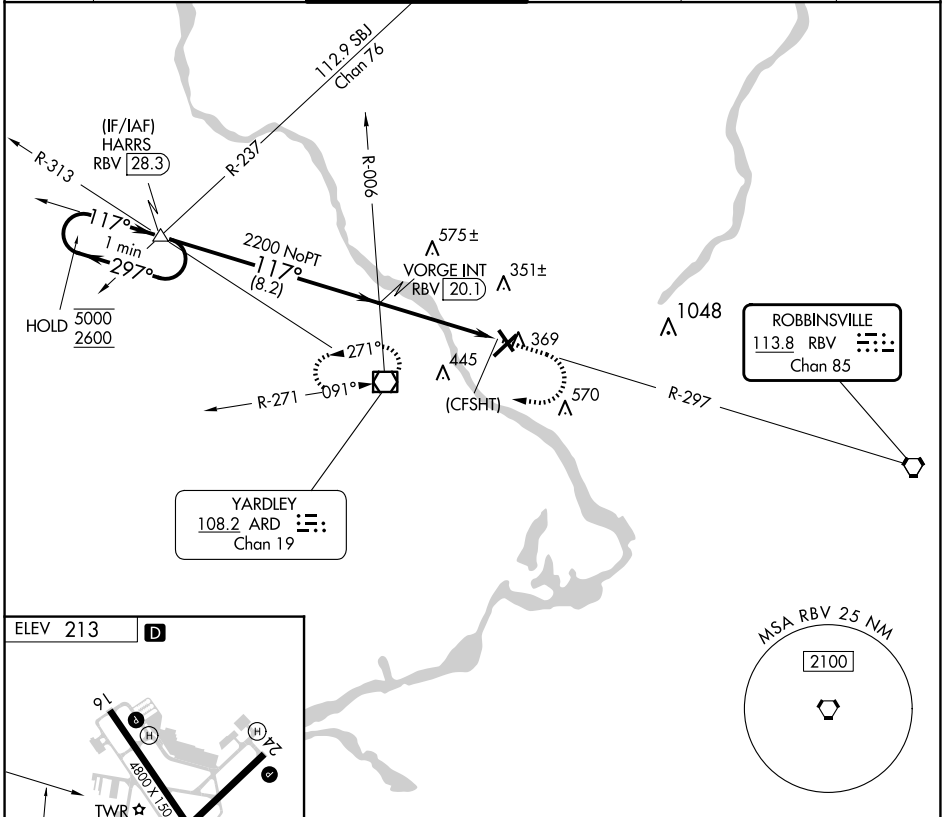 112.9 SBJ
Chan 76
(IF/IAF)
HARRS
RBV 28.3
R-313
R-237
R-006
117°
1 min
297°
2200 NoPT
117°
(8.2)
575±
VORGE INT
RBV 20.1
351±
HOLD 5000
2600
1048
ROBBINSVILLE
113.8 RBV
Chan 85
369
271°
445
R-271
091°
(CFSHT)
570
R-297
YARDLEY
108.2 ARD
Chan 19
ELEV 213
D
MSA RBV 25 NM
2100
16
P
H
H
24
P
4800 X 150
TWR